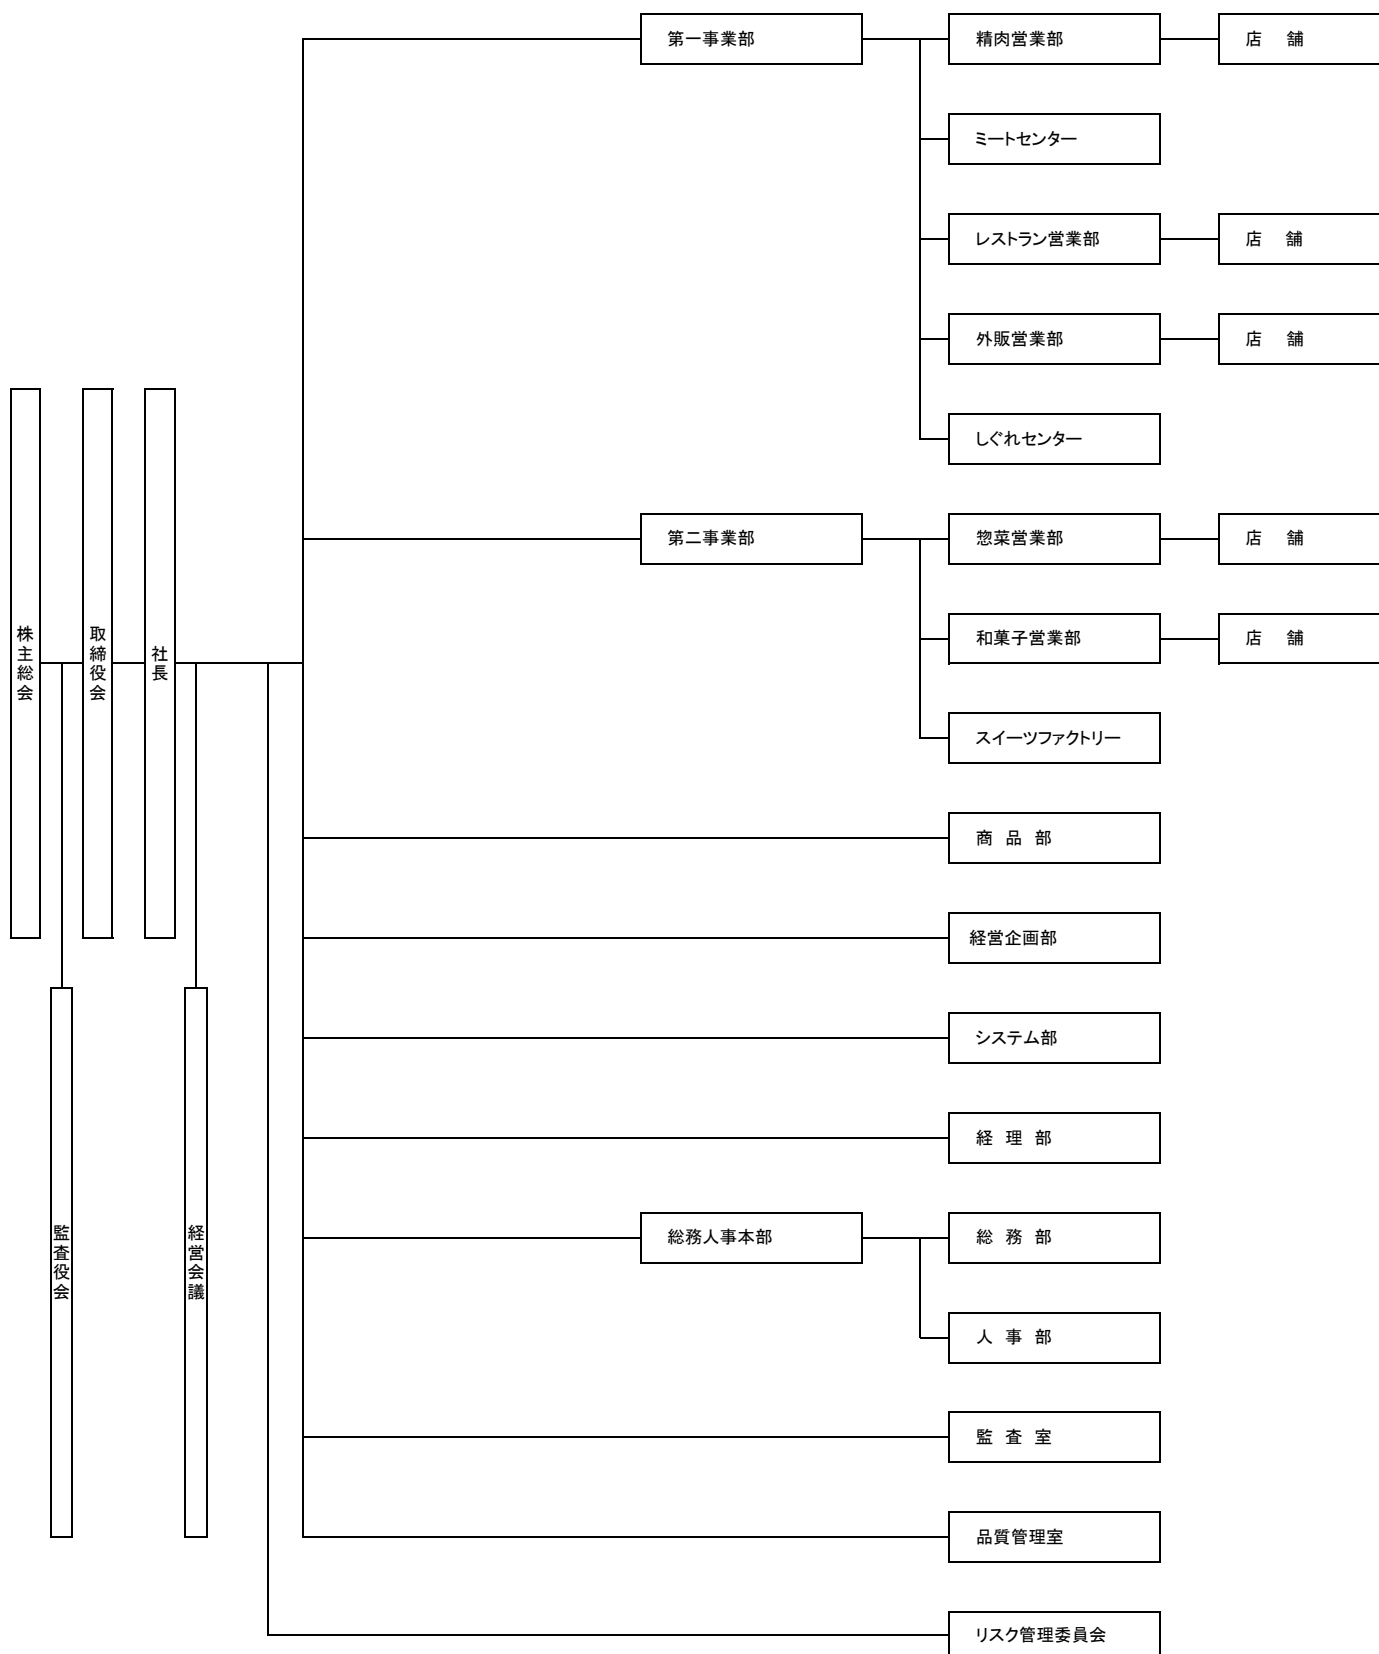 第一事業部
精肉営業部
店 舗
ミートセンター
レストラン営業部
店 舗
外販営業部
店 舗
しぐれセンター
第二事業部
惣菜営業部
店 舗
和菓子営業部
店 舗
スイーツファクトリー
株主総会
取締役会
社長
商 品 部
経営企画部
システム部
経 理 部
監査役会
経営会議
総務人事本部
総 務 部
人 事 部
監 査 室
品質管理室
リスク管理委員会